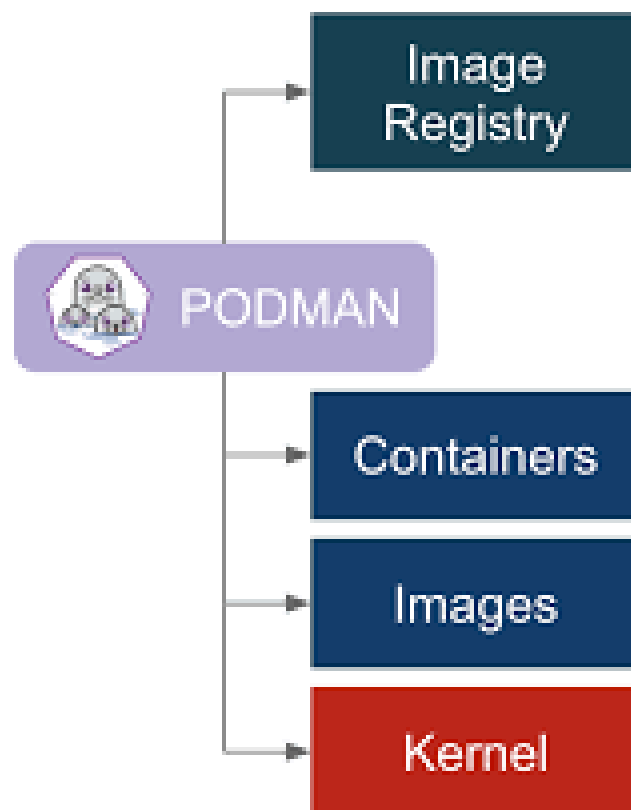 Image
Registry
PODMAN
Containers
Images
Kernel